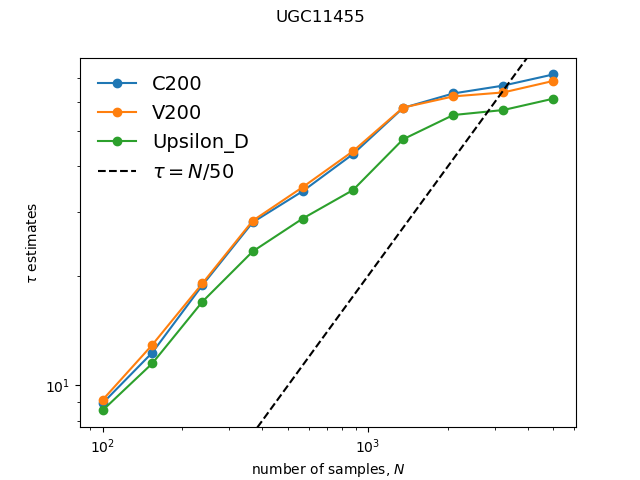 UGC11455
C200
V200
Upsilon_D
τ = N/50
τ estimates
10¹
10² 10³
number of samples, N